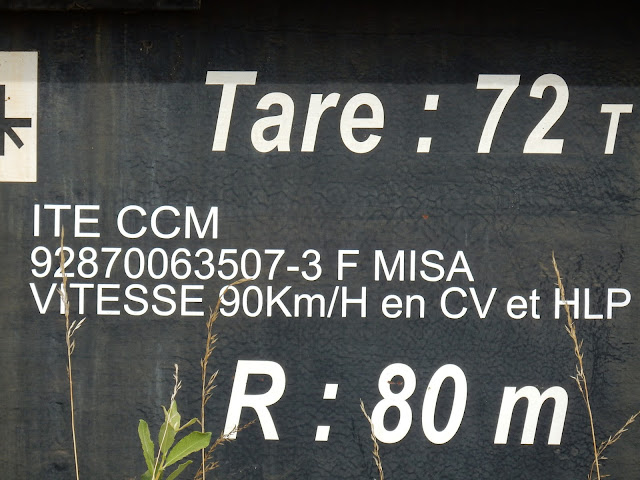 Tare : 72 T
ITE CCM
92870063507-3 F MISA
VITESSE 90Km/H en CV et HLP
R : 80 m